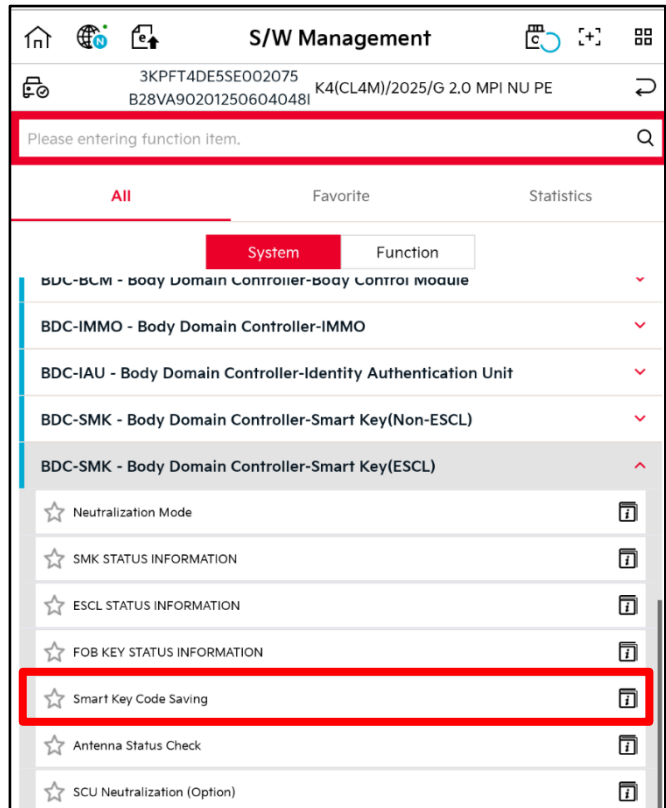 S/W Management
3KPFT4DE5SE002075
B28VA90201250604048I
K4(CL4M)/2025/G 2.0 MPI NU PE
Please entering function item.
All Favorite Statistics
System Function
BDC-BCM - Body Domain Controller-Body Control Module
BDC-IMMO - Body Domain Controller-IMMO
BDC-IAU - Body Domain Controller-Identity Authentication Unit
BDC-SMK - Body Domain Controller-Smart Key(Non-ESCL)
BDC-SMK - Body Domain Controller-Smart Key(ESCL)
Neutralization Mode
SMK STATUS INFORMATION
ESCL STATUS INFORMATION
FOB KEY STATUS INFORMATION
Smart Key Code Saving
Antenna Status Check
SCU Neutralization (Option)